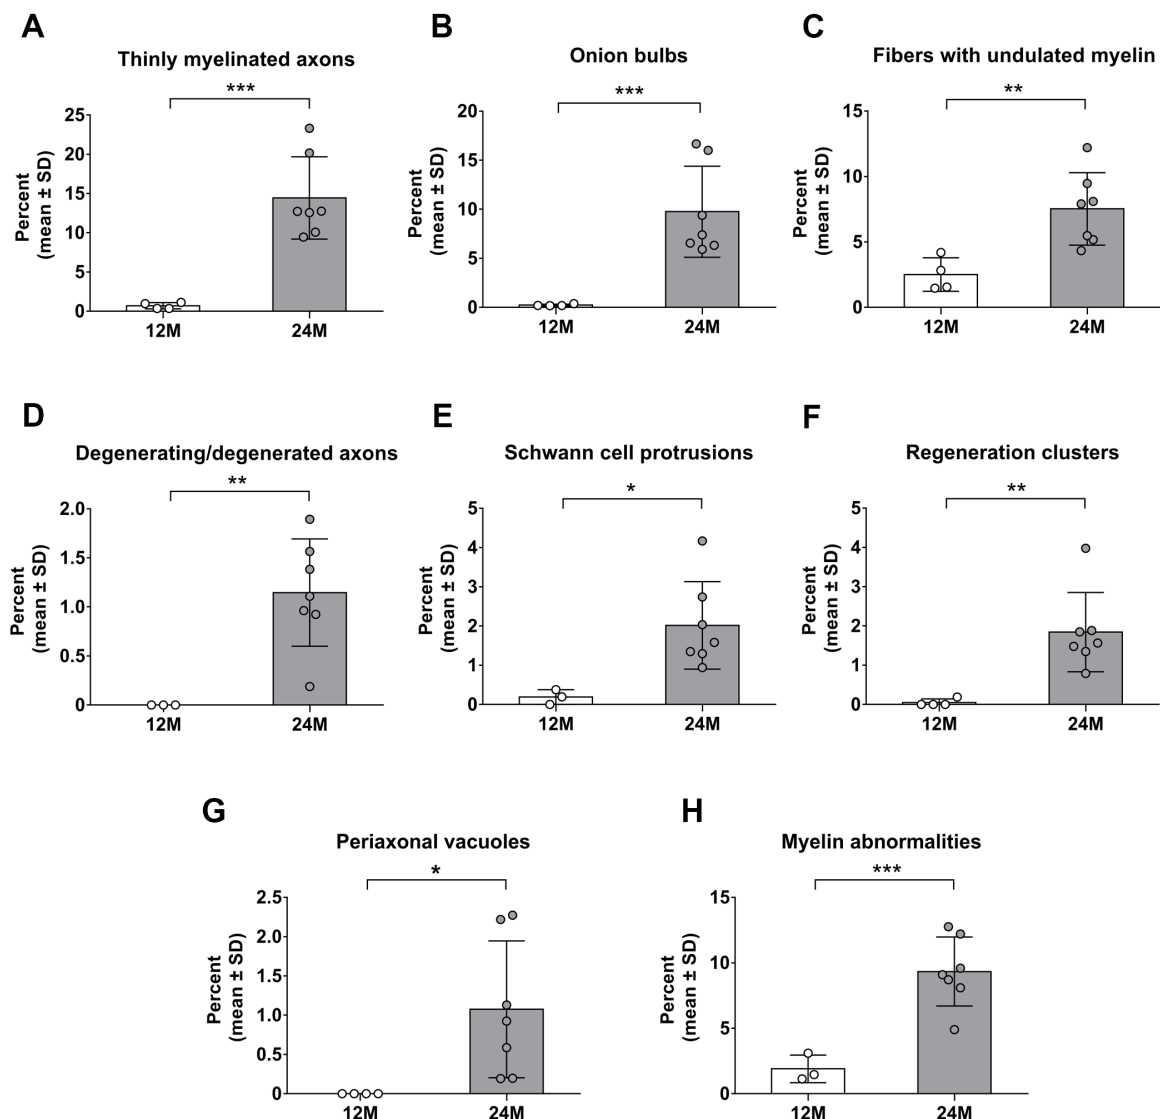 A
Thinly myelinated axons
***
Percent
(mean ± SD)
25
20
15
10
5
0
12M
24M
B
Onion bulbs
***
Percent
(mean ± SD)
20
15
10
5
0
12M
24M
C
Fibers with undulated myelin
**
Percent
(mean ± SD)
15
10
5
0
12M
24M
D
Degenerating/degenerated axons
**
Percent
(mean ± SD)
2.0
1.5
1.0
0.5
0
12M
24M
E
Schwann cell protrusions
*
Percent
(mean ± SD)
5
4
3
2
1
0
12M
24M
F
Regeneration clusters
**
Percent
(mean ± SD)
5
4
3
2
1
0
12M
24M
G
Periaxonal vacuoles
*
Percent
(mean ± SD)
2.5
2.0
1.5
1.0
0.5
0
12M
24M
H
Myelin abnormalities
***
Percent
(mean ± SD)
15
10
5
0
12M
24M